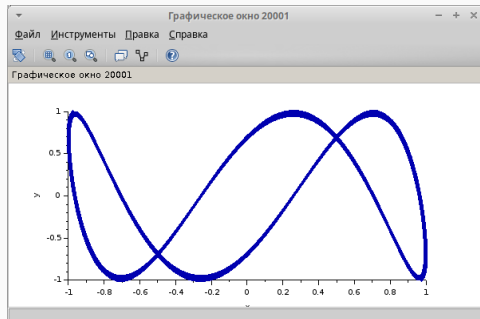 Графическое окно 20001
Файл Инструменты Правка Справка
Графическое окно 20001
1
0.5
y 0
-0.5
-1
-1 -0.8 -0.6 -0.4 -0.2 0 0.2 0.4 0.6 0.8 1